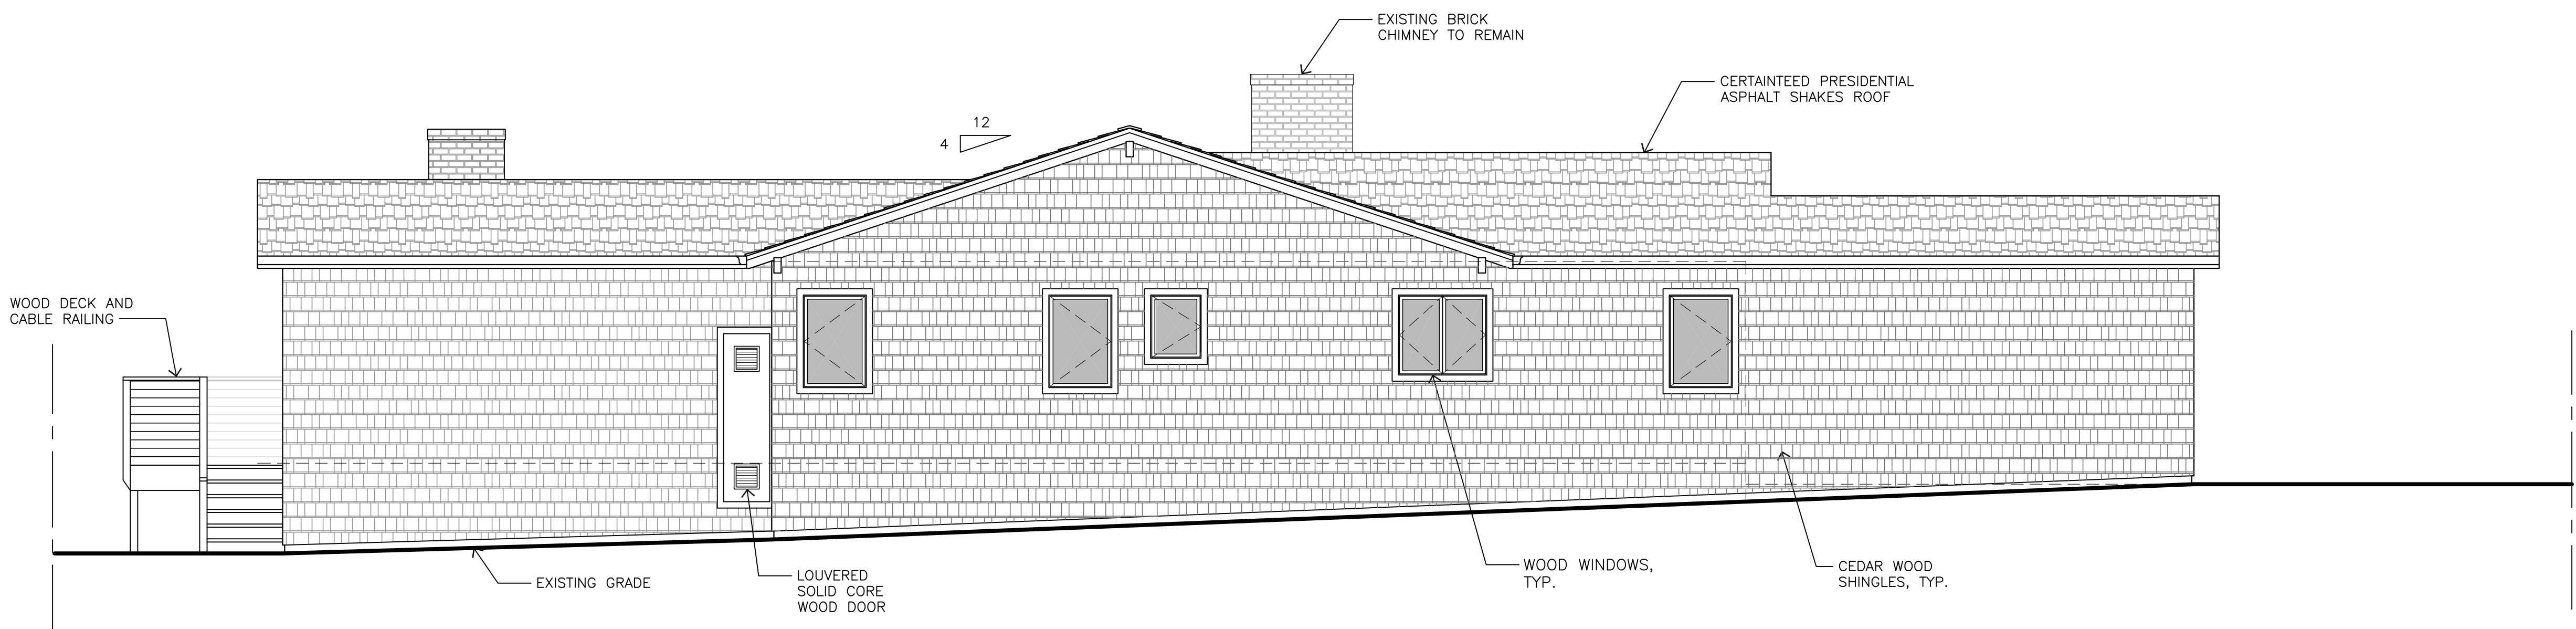 EXISTING BRICK
CHIMNEY TO REMAIN
CERTAINTEED PRESIDENTIAL
ASPHALT SHAKES ROOF
12
4
WOOD DECK AND
CABLE RAILING
EXISTING GRADE
LOUVERED
SOLID CORE
WOOD DOOR
WOOD WINDOWS,
TYP.
CEDAR WOOD
SHINGLES, TYP.